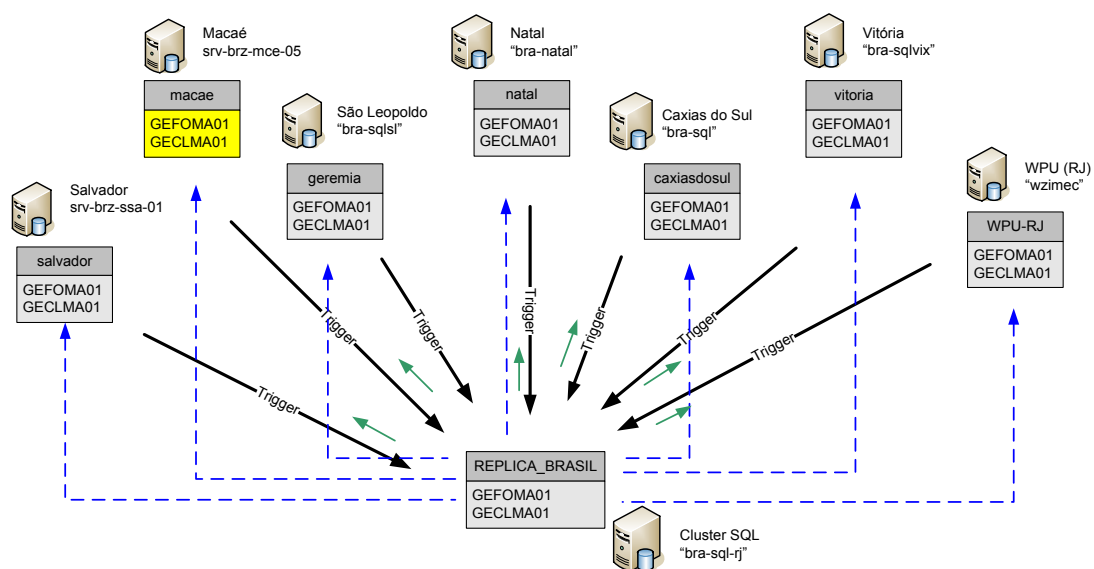 Macaé
srv-brz-mce-05
Natal
“bra-natal”
Vitória
“bra-sqlvix”
macae
GEFOMA01
GECLMA01
São Leopoldo
“bra-sqlsl”
natal
GEFOMA01
GECLMA01
Caxias do Sul
“bra-sql”
vitoria
GEFOMA01
GECLMA01
geremia
GEFOMA01
GECLMA01
caxiasdosul
GEFOMA01
GECLMA01
WPU (RJ)
“wzimec”
Salvador
srv-brz-ssa-01
WPU-RJ
GEFOMA01
GECLMA01
salvador
GEFOMA01
GECLMA01
Trigger
Trigger
Trigger
Trigger
Trigger
Trigger
Trigger
REPLICA_BRASIL
GEFOMA01
GECLMA01
Cluster SQL
“bra-sql-rj”